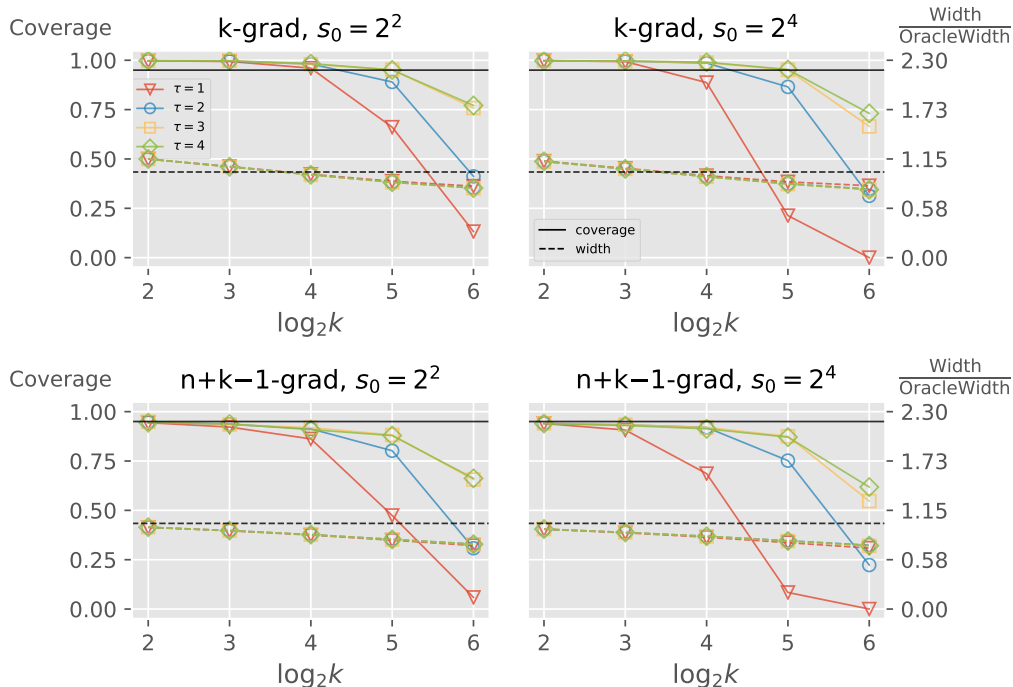 Coverage
k-grad, s₀ = 2²
k-grad, s₀ = 2⁴
Width
OracleWidth
1.00
0.75
0.50
0.25
0.00
τ = 1
τ = 2
τ = 3
τ = 4
2 3 4 5 6
log₂k
coverage
width
2 3 4 5 6
log₂k
2.30
1.73
1.15
0.58
0.00
Coverage
n+k−1-grad, s₀ = 2²
n+k−1-grad, s₀ = 2⁴
Width
OracleWidth
1.00
0.75
0.50
0.25
0.00
2 3 4 5 6
log₂k
2 3 4 5 6
log₂k
2.30
1.73
1.15
0.58
0.00